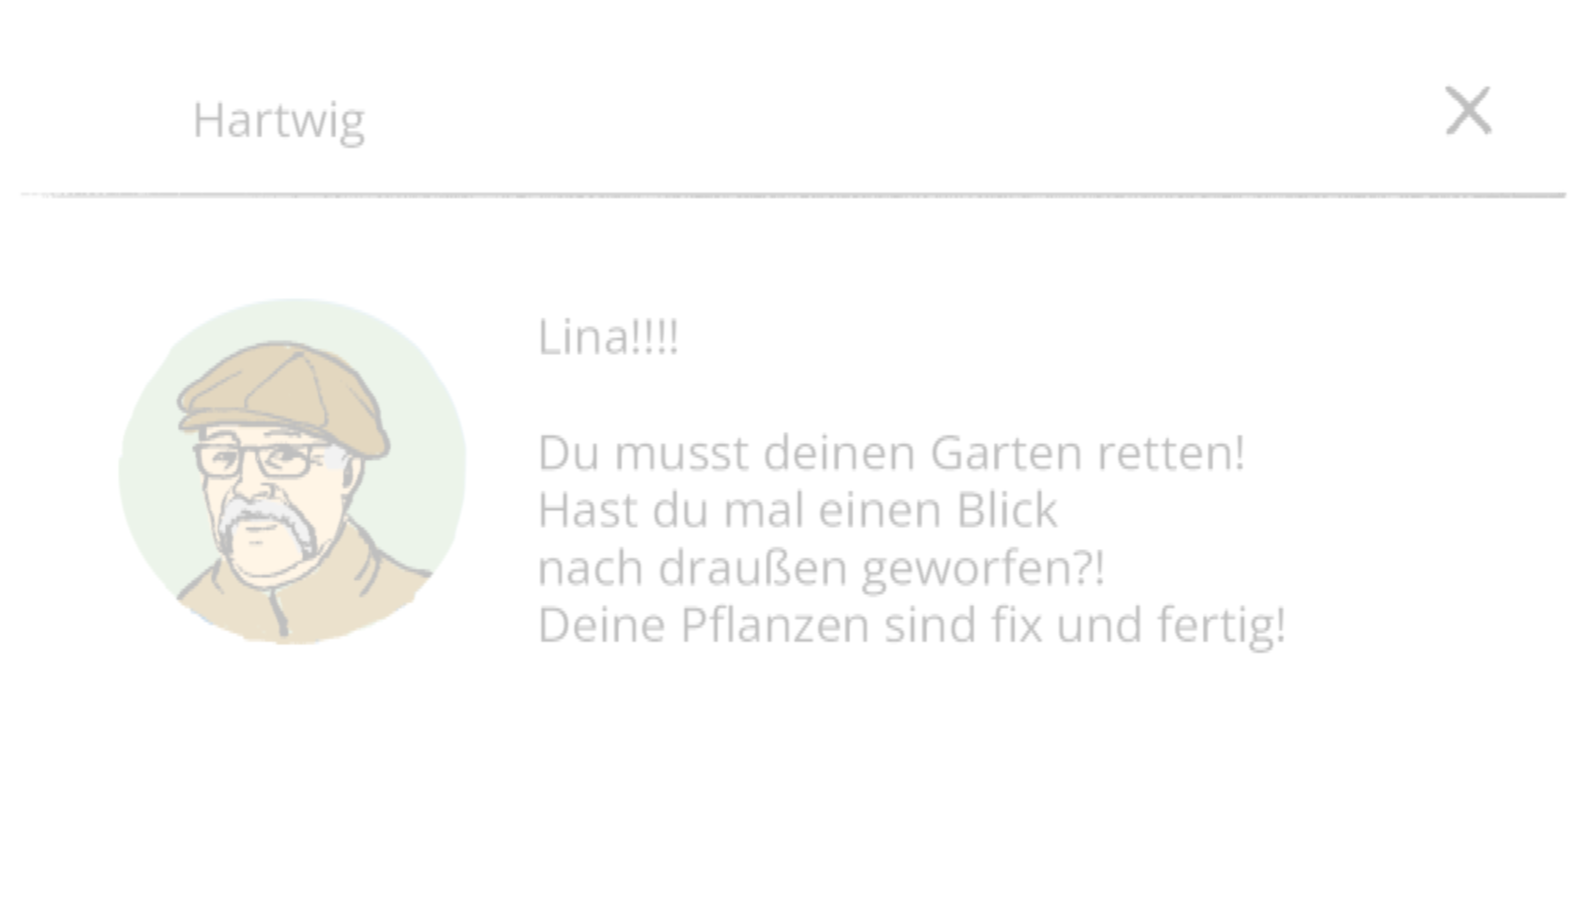 Hartwig
Lina!!!!
Du musst deinen Garten retten!
Hast du mal einen Blick
nach draußen geworfen?!
Deine Pflanzen sind fix und fertig!